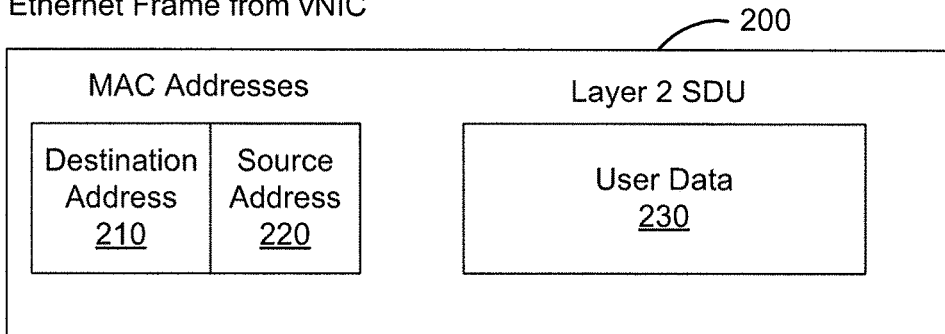 Ethernet Frame from vNIC
200
MAC Addresses
Layer 2 SDU
Destination
Address
210
Source
Address
220
User Data
230